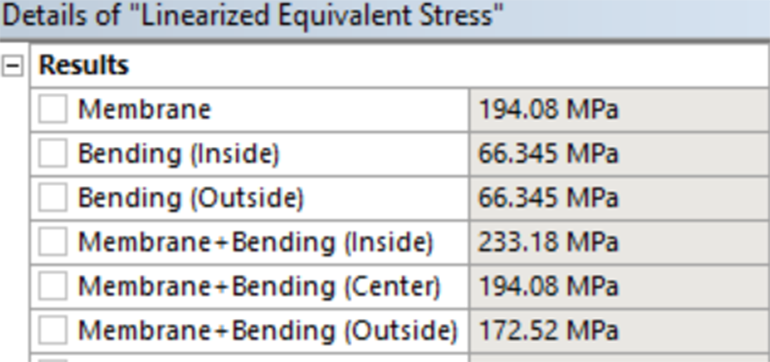 Details of "Linearized Equivalent Stress"
Results
Membrane 194.08 MPa
Bending (Inside) 66.345 MPa
Bending (Outside) 66.345 MPa
Membrane+Bending (Inside) 233.18 MPa
Membrane+Bending (Center) 194.08 MPa
Membrane+Bending (Outside) 172.52 MPa